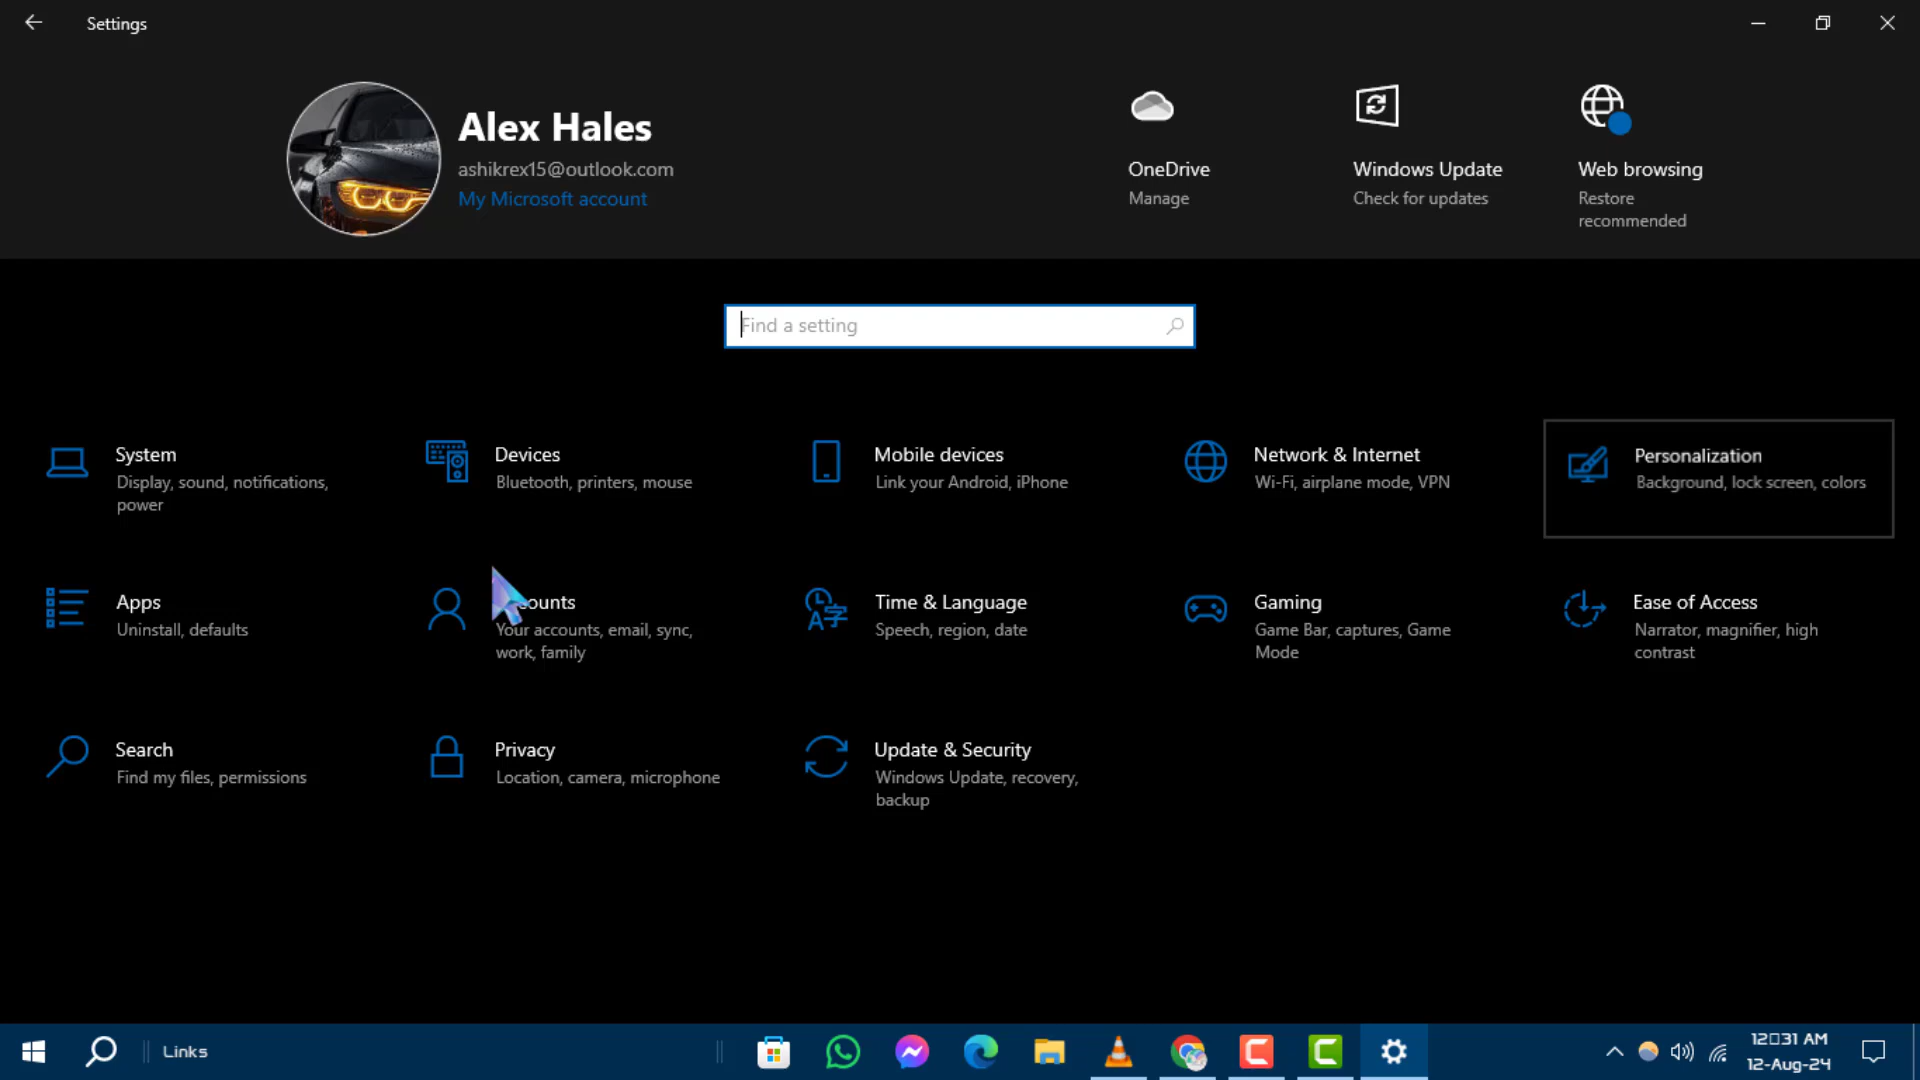 Settings
Alex Hales
ashikrex15@outlook.com
My Microsoft account
OneDrive
Manage
Windows Update
Check for updates
Web browsing
Restore
recommended
Find a setting
System
Display, sound, notifications,
power
Devices
Bluetooth, printers, mouse
Mobile devices
Link your Android, iPhone
Network & Internet
Wi-Fi, airplane mode, VPN
Personalization
Background, lock screen, colors
Apps
Uninstall, defaults
ounts
Your accounts, email, sync,
work, family
Time & Language
Speech, region, date
Gaming
Game Bar, captures, Game
Mode
Ease of Access
Narrator, magnifier, high
contrast
Search
Find my files, permissions
Privacy
Location, camera, microphone
Update & Security
Windows Update, recovery,
backup
Links
12▯31 AM
12-Aug-24